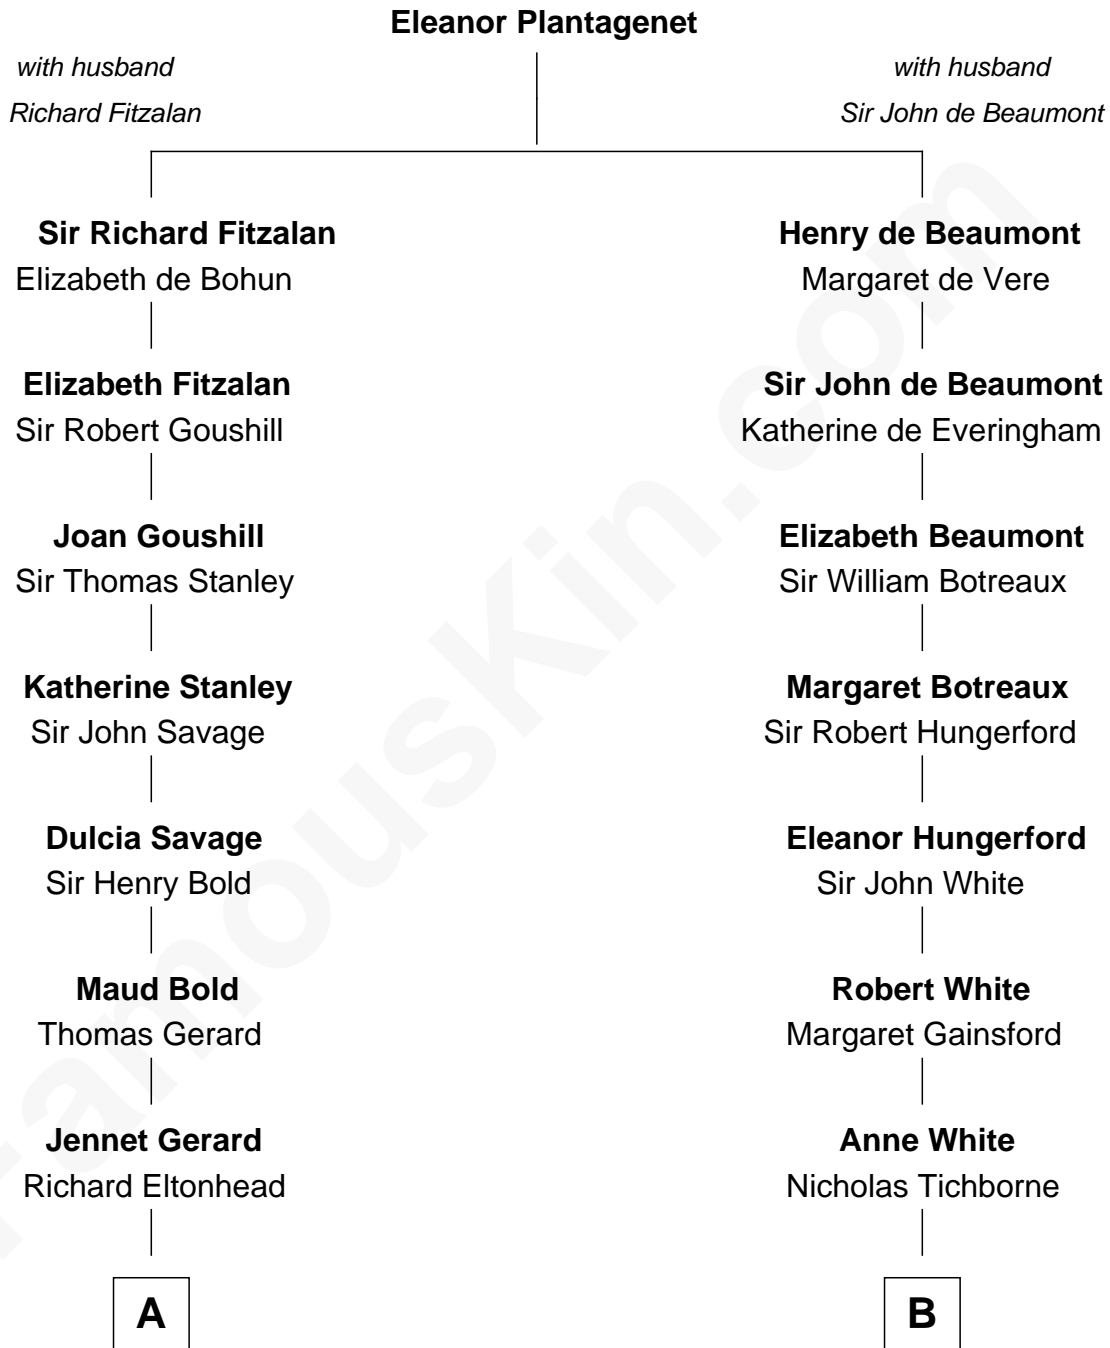 Eleanor Plantagenet
with husband
Richard Fitzalan
with husband
Sir John de Beaumont
Sir Richard Fitzalan
Elizabeth de Bohun
Elizabeth Fitzalan
Sir Robert Goushill
Joan Goushill
Sir Thomas Stanley
Katherine Stanley
Sir John Savage
Dulcia Savage
Sir Henry Bold
Maud Bold
Thomas Gerard
Jennet Gerard
Richard Eltonhead
A
Henry de Beaumont
Margaret de Vere
Sir John de Beaumont
Katherine de Everingham
Elizabeth Beaumont
Sir William Botreaux
Margaret Botreaux
Sir Robert Hungerford
Eleanor Hungerford
Sir John White
Robert White
Margaret Gainsford
Anne White
Nicholas Tichborne
B
FamousKin.com